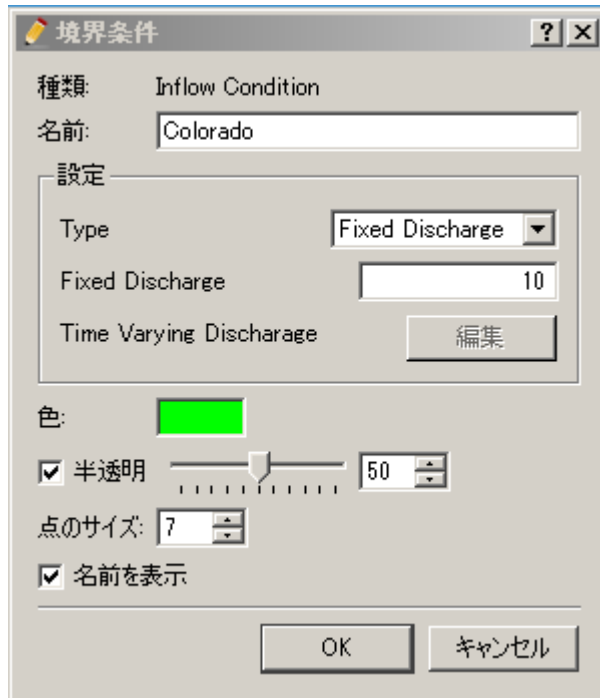 境界条件
種類: Inflow Condition
名前: Colorado
設定
Type Fixed Discharge
Fixed Discharge 10
Time Varying Discharage 編集
色:
半透明 50
点のサイズ: 7
名前を表示
OK キャンセル